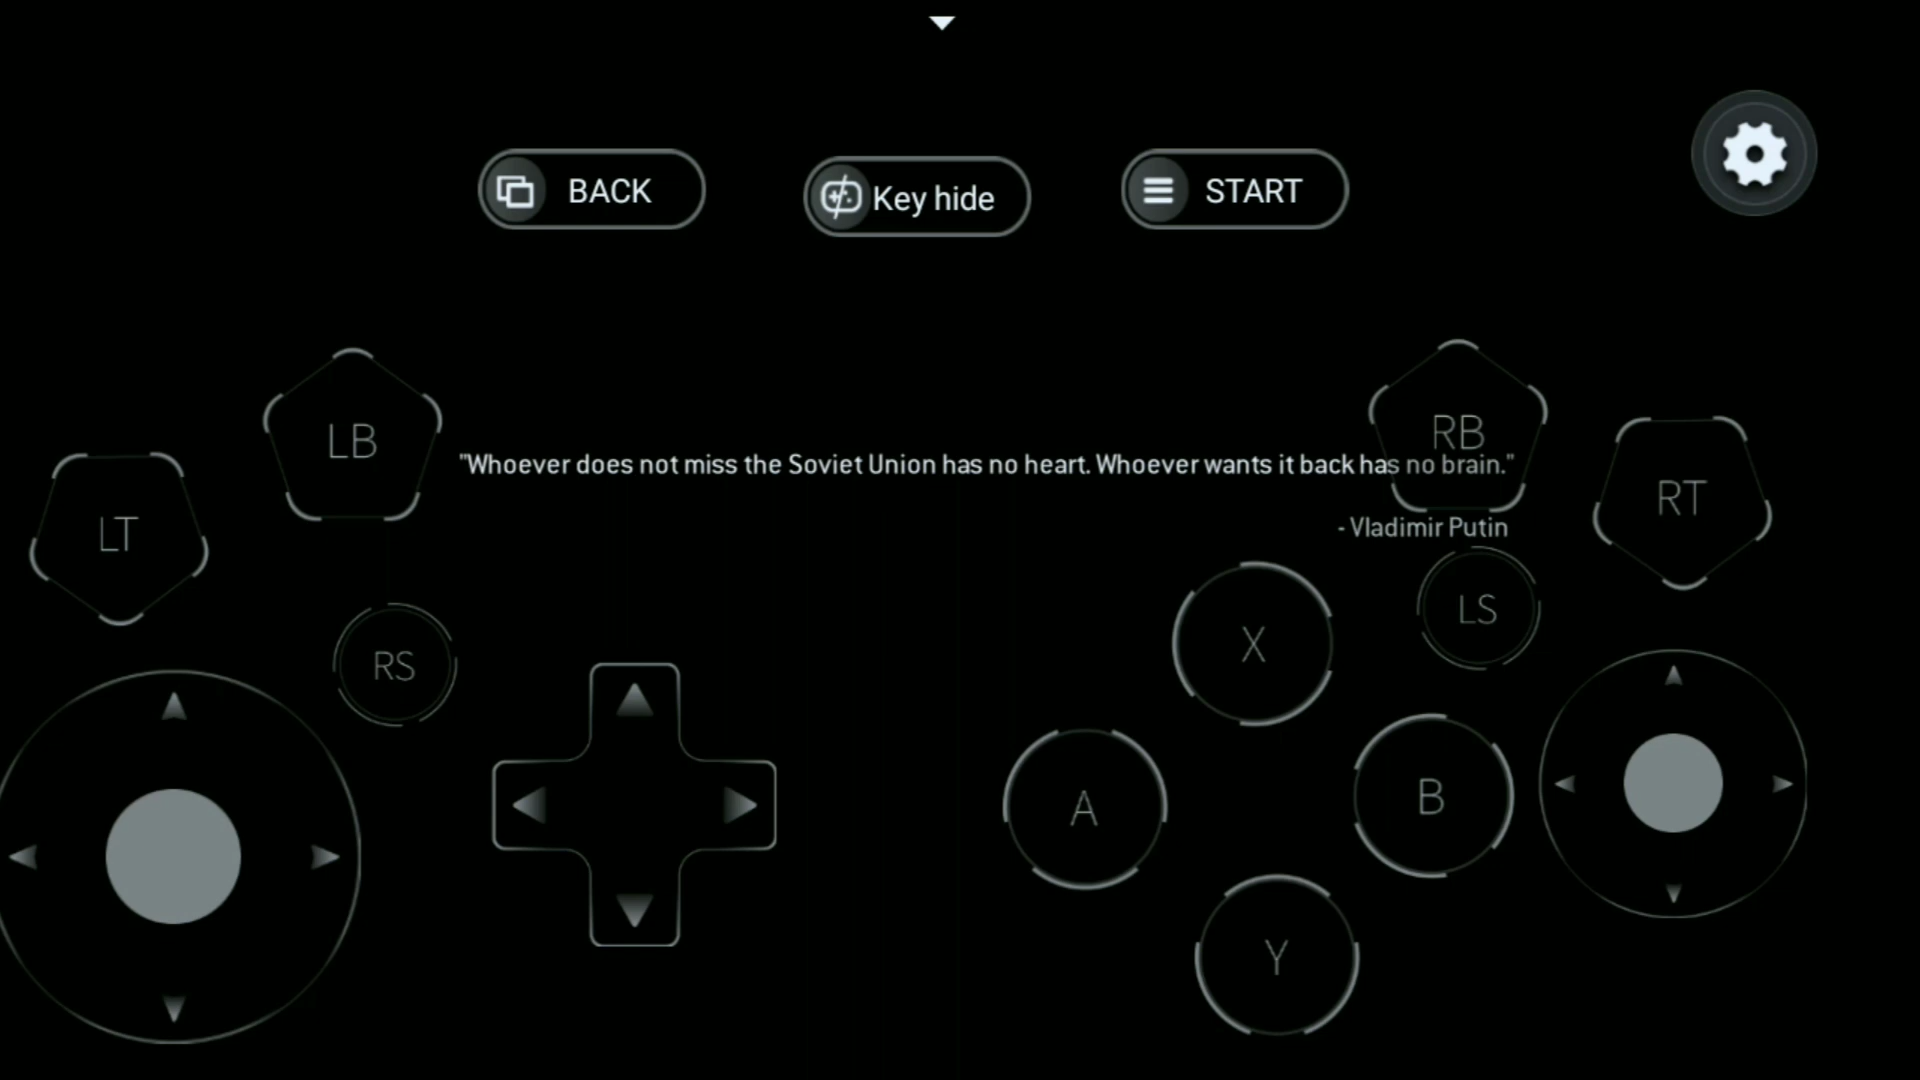 BACK
Key hide
START
LB
RB
"Whoever does not miss the Soviet Union has no heart. Whoever wants it back has no brain."
LT
RT
- Vladimir Putin
LS
RS
X
A
B
Y